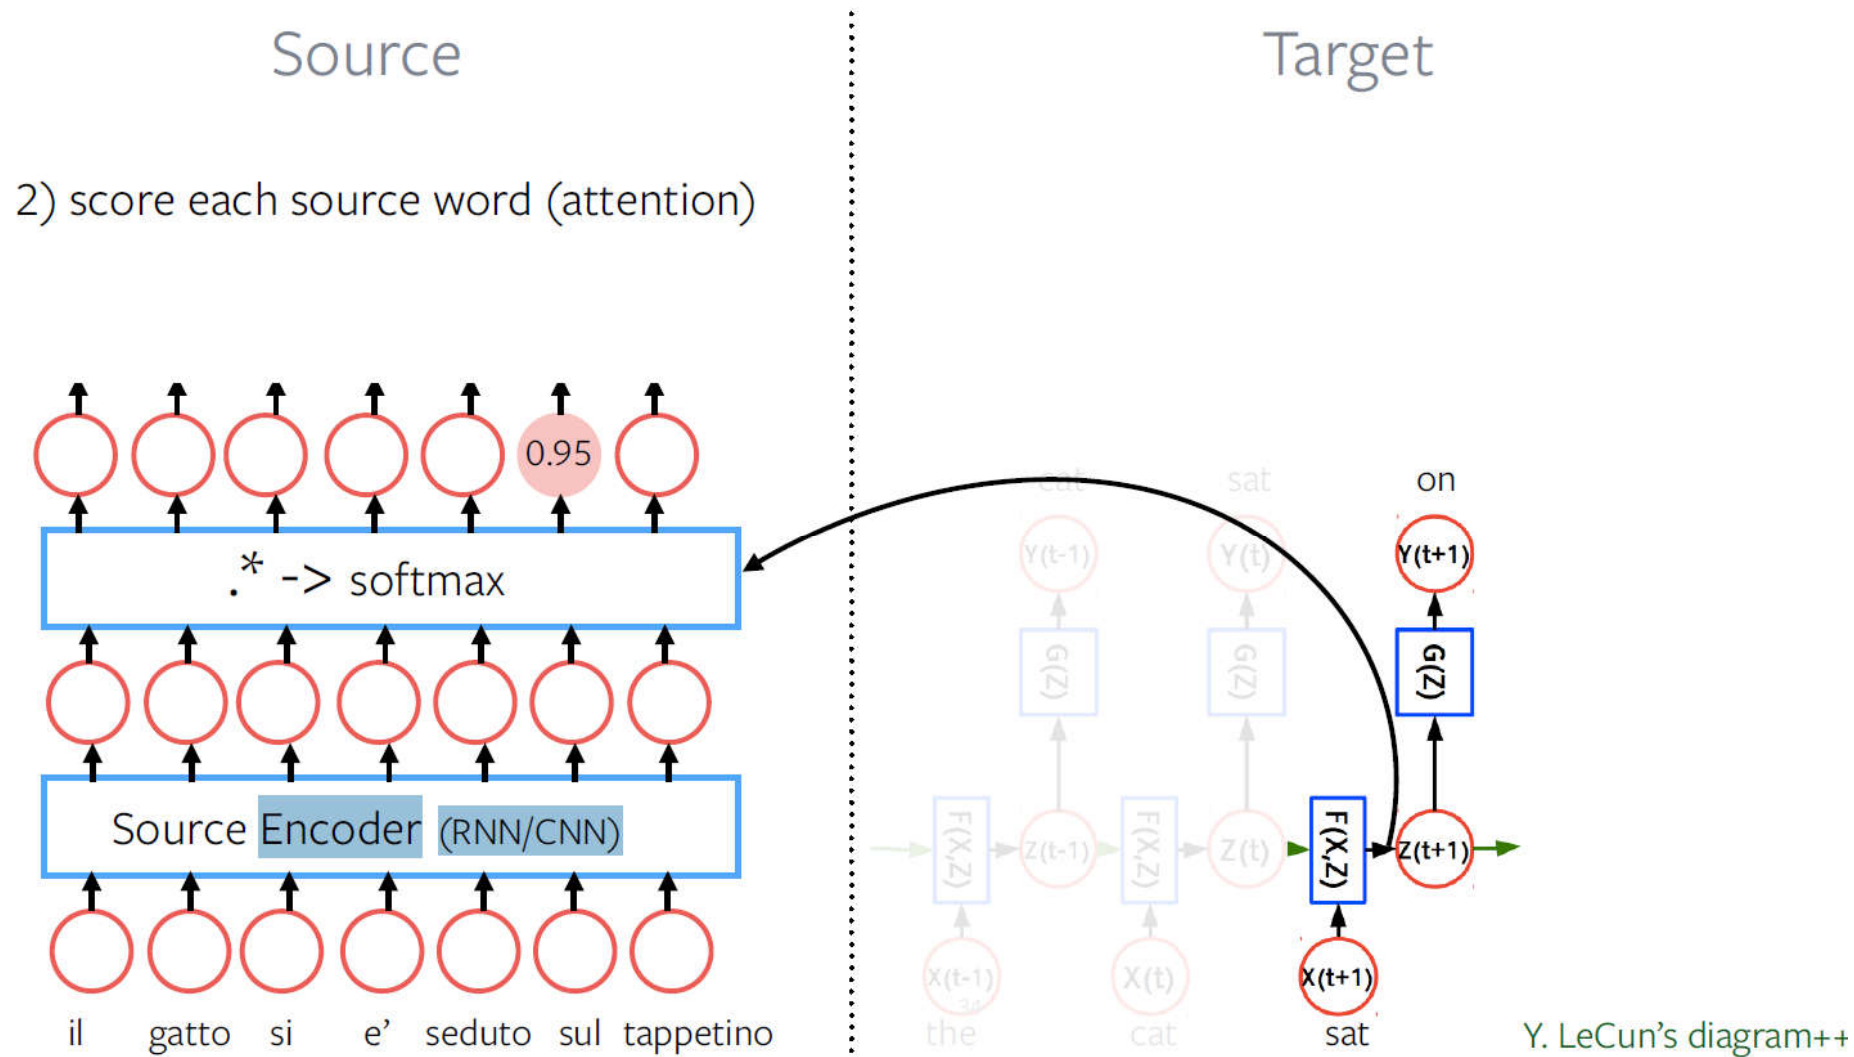 Source
Target
2) score each source word (attention)
0.95
.* -> softmax
Source Encoder (RNN/CNN)
il gatto si e’ seduto sul tappetino
cat sat on
Y(t-1) Y(t) Y(t+1)
G(Z) G(Z) G(Z)
F(X,Z) Z(t-1) F(X,Z) Z(t) F(X,Z) Z(t+1)
X(t-1) X(t) X(t+1)
the cat sat
Y. LeCun’s diagram++